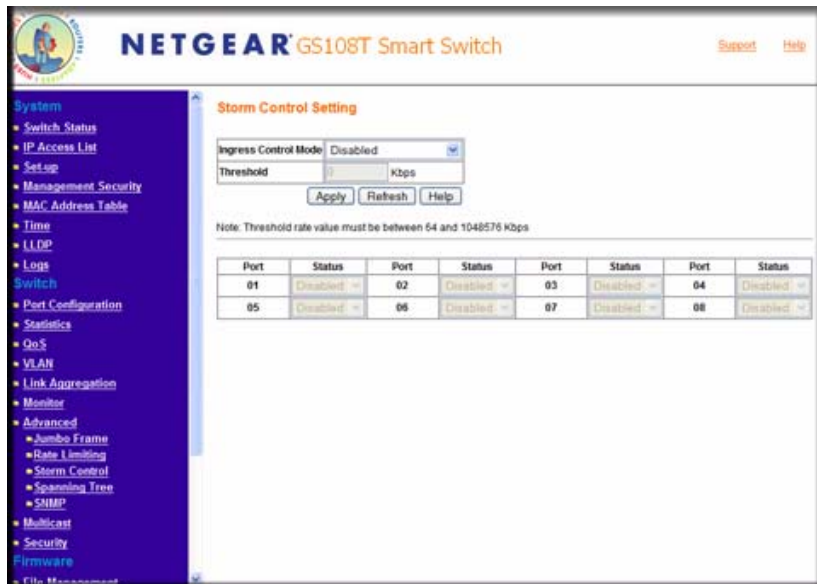 NETGEAR GS108T Smart Switch
Support Help
System
Switch Status
IP Access List
Set-up
Management Security
MAC Address Table
Time
LLDP
Logs
Switch
Port Configuration
Statistics
QoS
VLAN
Link Aggregation
Monitor
Advanced
Jumbo Frame
Rate Limiting
Storm Control
Spanning Tree
SNMP
Multicast
Security
Firmware
File Management
Storm Control Setting
Ingress Control Mode Disabled
Threshold 0 Kbps
Apply Refresh Help
Note: Threshold rate value must be between 64 and 1048576 Kbps
Port Status Port Status Port Status Port Status
01 Disabled 02 Disabled 03 Disabled 04 Disabled
05 Disabled 06 Disabled 07 Disabled 08 Disabled